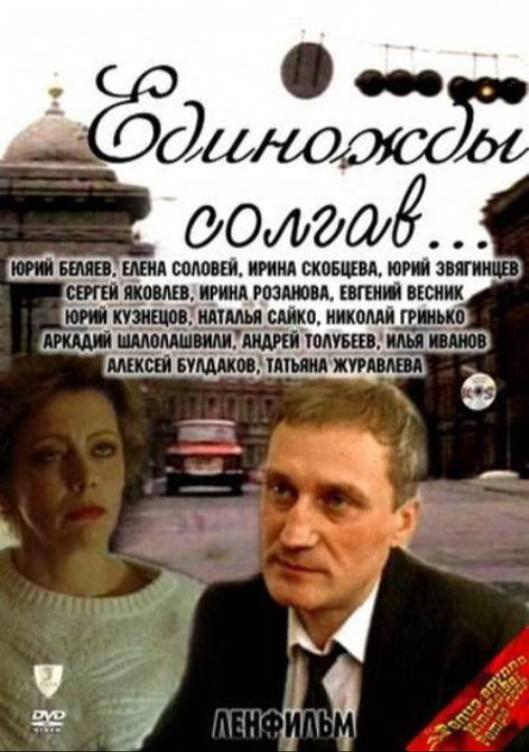 Единожды
солгав...
ЮРИЙ БЕЛЯЕВ, ЕЛЕНА СОЛОВЕЙ, ИРИНА СКОБЦЕВА, ЮРИЙ ЗВЯГИНЦЕВ
СЕРГЕЙ ЯКОВЛЕВ, ИРИНА РОЗАНОВА, ЕВГЕНИЙ ВЕСНИК
ЮРИЙ КУЗНЕЦОВ, НАТАЛЬЯ САЙКО, НИКОЛАЙ ГРИНЬКО
АРКАДИЙ ШАЛОЛАШВИЛИ, АНДРЕЙ ТОЛУБЕЕВ, ИЛЬЯ ИВАНОВ
АЛЕКСЕЙ БУЛДАКОВ, ТАТЬЯНА ЖУРАВЛЕВА
DVD
VIDEO
ЛЕНФИЛЬМ